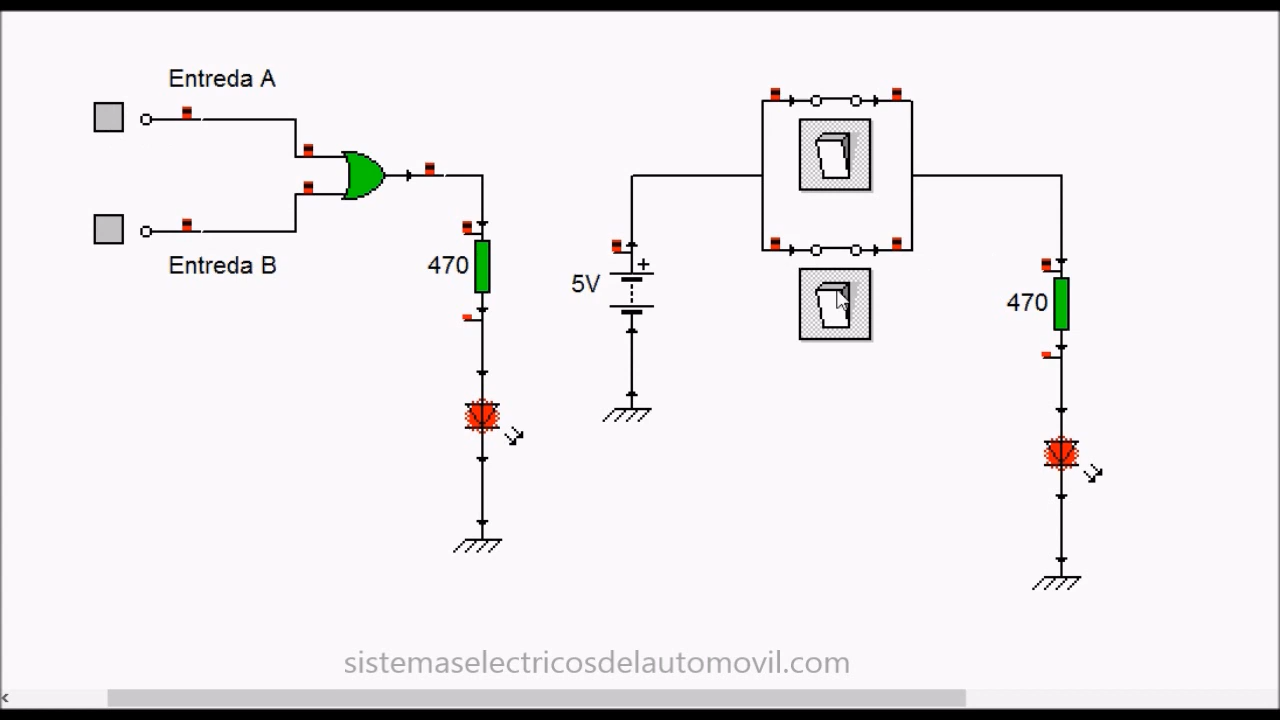 Entreda A
Entreda B
470
5V
+
470
sistemaselectricosdelautomovil.com